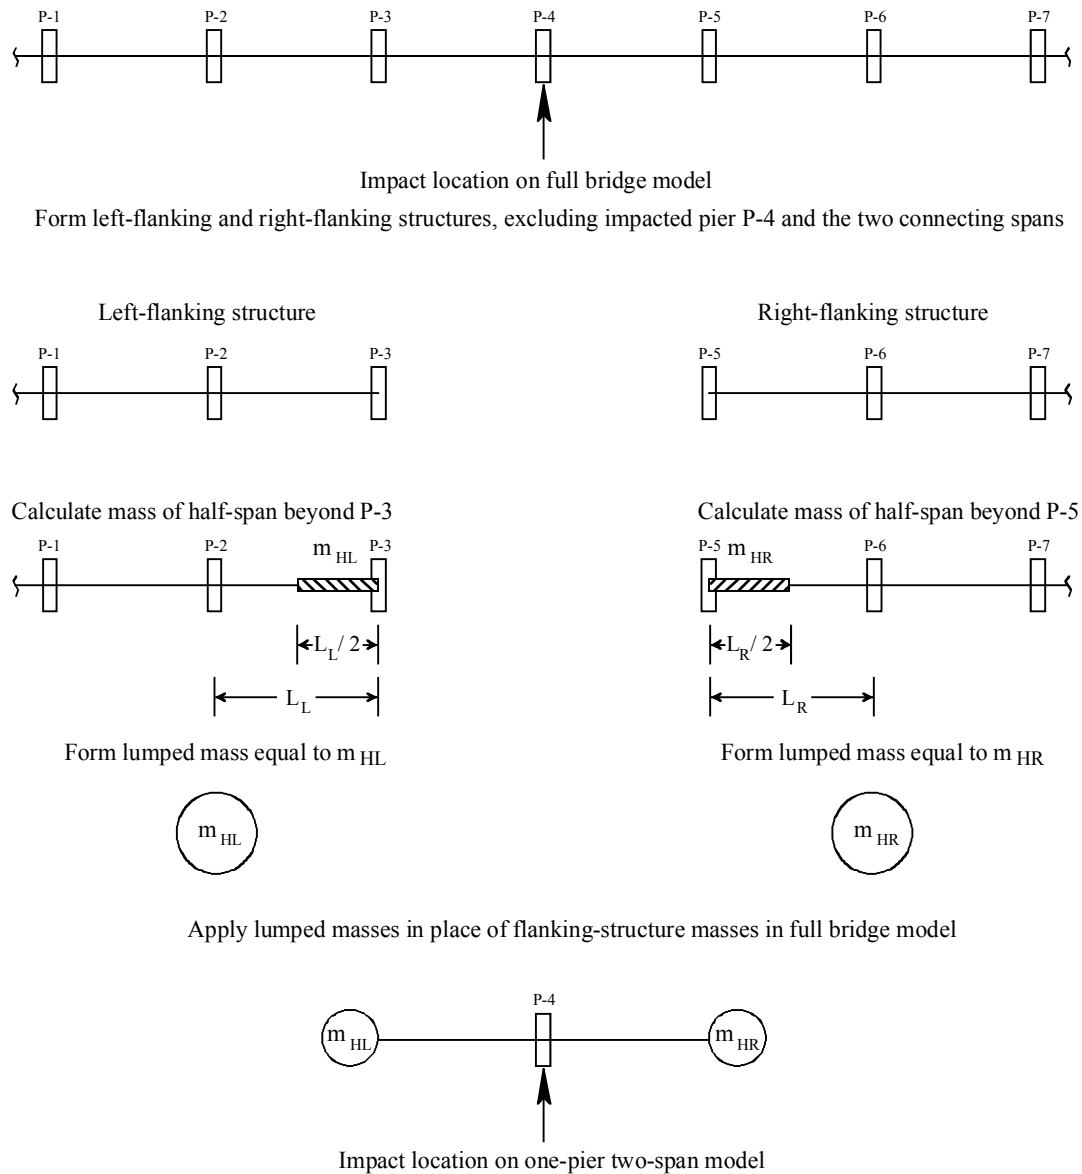 P-1 P-2 P-3 P-4 P-5 P-6 P-7
Impact location on full bridge model
Form left-flanking and right-flanking structures, excluding impacted pier P-4 and the two connecting spans
Left-flanking structure
Right-flanking structure
P-1 P-2 P-3
P-5 P-6 P-7
Calculate mass of half-span beyond P-3
Calculate mass of half-span beyond P-5
P-1 P-2 m HL P-3
P-5 m HR P-6 P-7
L L / 2
L R / 2
L L
L R
Form lumped mass equal to m HL
Form lumped mass equal to m HR
m HL
m HR
Apply lumped masses in place of flanking-structure masses in full bridge model
P-4
m HL
m HR
Impact location on one-pier two-span model